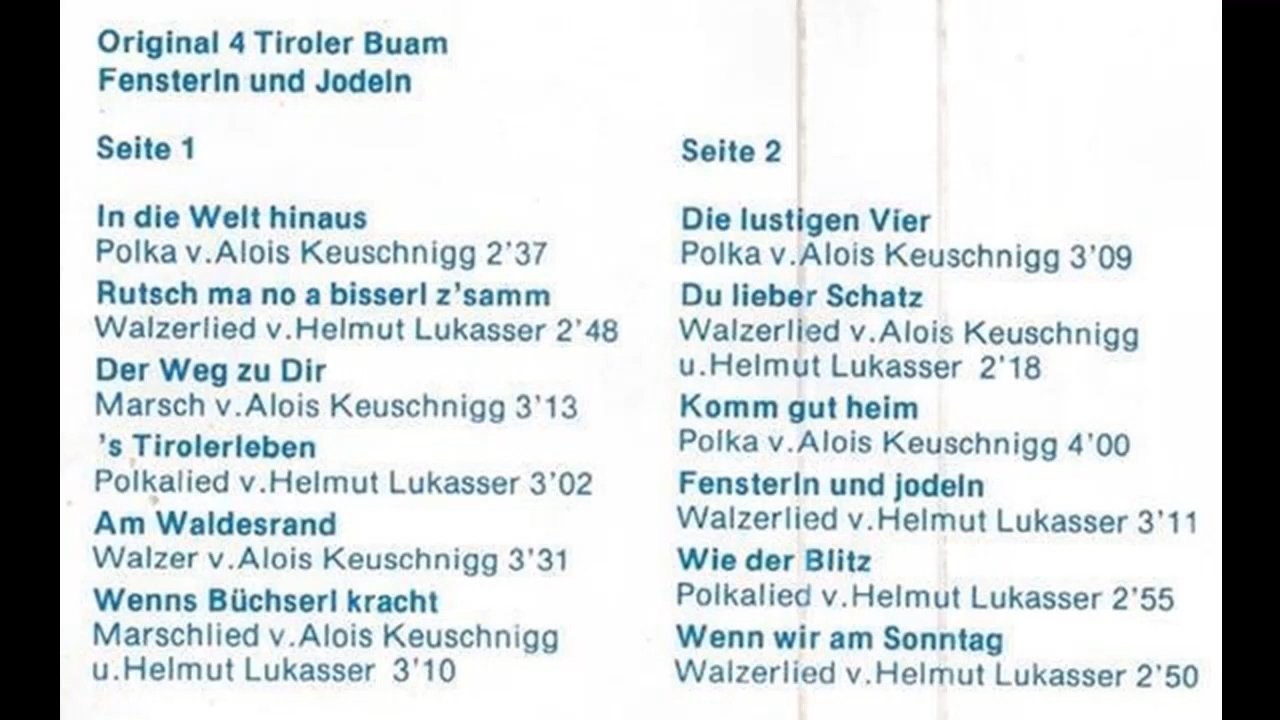 Original 4 Tiroler Buam
Fensterln und Jodeln
Seite 1
In die Welt hinaus
Polka v.Alois Keuschnigg 2'37
Rutsch ma no a bisserl z'samm
Walzerlied v.Helmut Lukasser 2'48
Der Weg zu Dir
Marsch v.Alois Keuschnigg 3'13
's Tirolerleben
Polkalied v.Helmut Lukasser 3'02
Am Waldesrand
Walzer v.Alois Keuschnigg 3'31
Wenns Büchserl kracht
Marschlied v.Alois Keuschnigg
u.Helmut Lukasser 3'10
Seite 2
Die lustigen Vier
Polka v.Alois Keuschnigg 3'09
Du lieber Schatz
Walzerlied v.Alois Keuschnigg
u.Helmut Lukasser 2'18
Komm gut heim
Polka v.Alois Keuschnigg 4'00
Fensterln und jodeln
Walzerlied v.Helmut Lukasser 3'11
Wie der Blitz
Polkalied v.Helmut Lukasser 2'55
Wenn wir am Sonntag
Walzerlied v.Helmut Lukasser 2'50